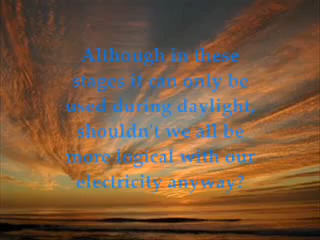 Although in these
stages it can only be
used during daylight,
shouldn't we all be
more logical with our
electricity anyway?